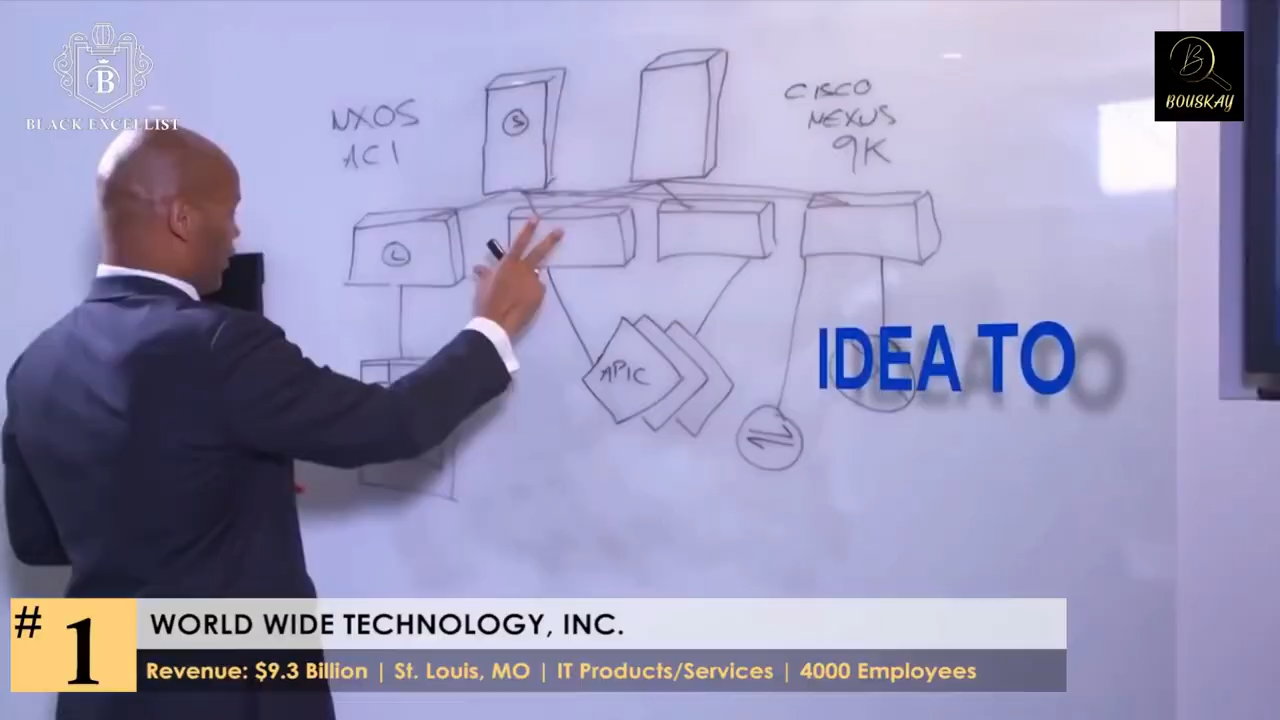 B
BLACK EXCELLIST
B
BOUSKAY
NXOS
ACI
S
CISCO
NEXUS
9K
L
APIC
IDEA TO
# 1
WORLD WIDE TECHNOLOGY, INC.
Revenue: $9.3 Billion | St. Louis, MO | IT Products/Services | 4000 Employees